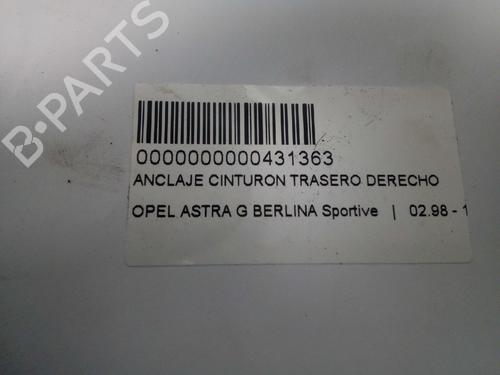 B-PARTS
0000000000431363
ANCLAJE CINTURON TRASERO DERECHO
OPEL ASTRA G BERLINA Sportive | 02.98 - 1